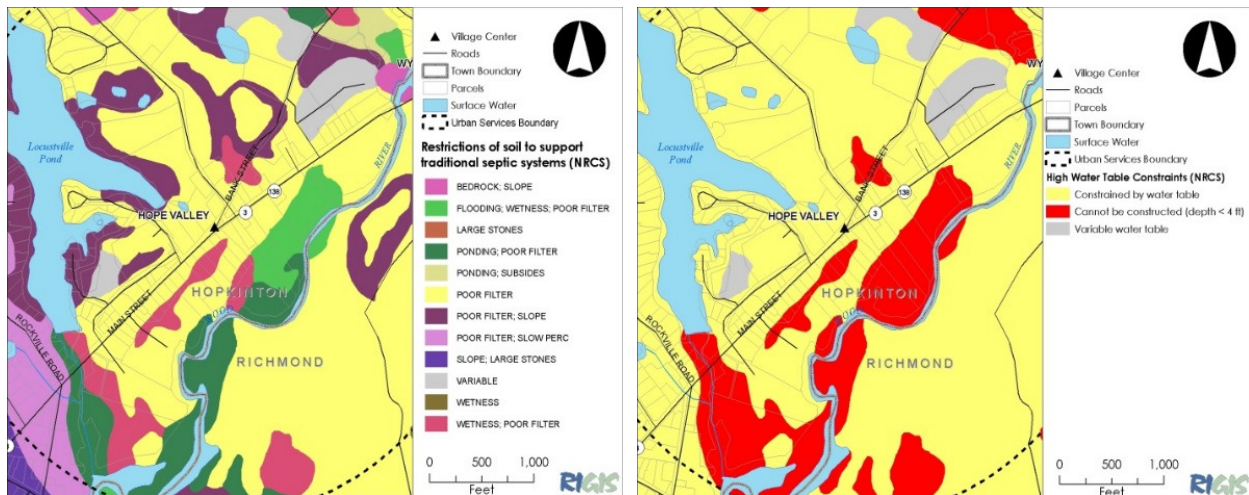 WY
RIVER
Locustville
Pond
BANK STREET
138
3
HOPE VALLEY
HOPKINTON
MAIN STREET
ROCKVILLE ROAD
RICHMOND
Village Center
Roads
Town Boundary
Parcels
Surface Water
Urban Services Boundary
Restrictions of soil to support
traditional septic systems (NRCS)
BEDROCK; SLOPE
FLOODING; WETNESS; POOR FILTER
LARGE STONES
PONDING; POOR FILTER
PONDING; SUBSIDES
POOR FILTER
POOR FILTER; SLOPE
POOR FILTER; SLOW PERC
SLOPE; LARGE STONES
VARIABLE
WETNESS
WETNESS; POOR FILTER
0 500 1,000
Feet
RIGIS
WY
RIVER
Locustville
Pond
BANK STREET
138
3
HOPE VALLEY
HOPKINTON
MAIN STREET
ROCKVILLE ROAD
RICHMOND
Village Center
Roads
Parcels
Town Boundary
Surface Water
Urban Services Boundary
High Water Table Constraints (NRCS)
Constrained by water table
Cannot be constructed (depth < 4 ft)
Variable water table
0 500 1,000
Feet
RIGIS